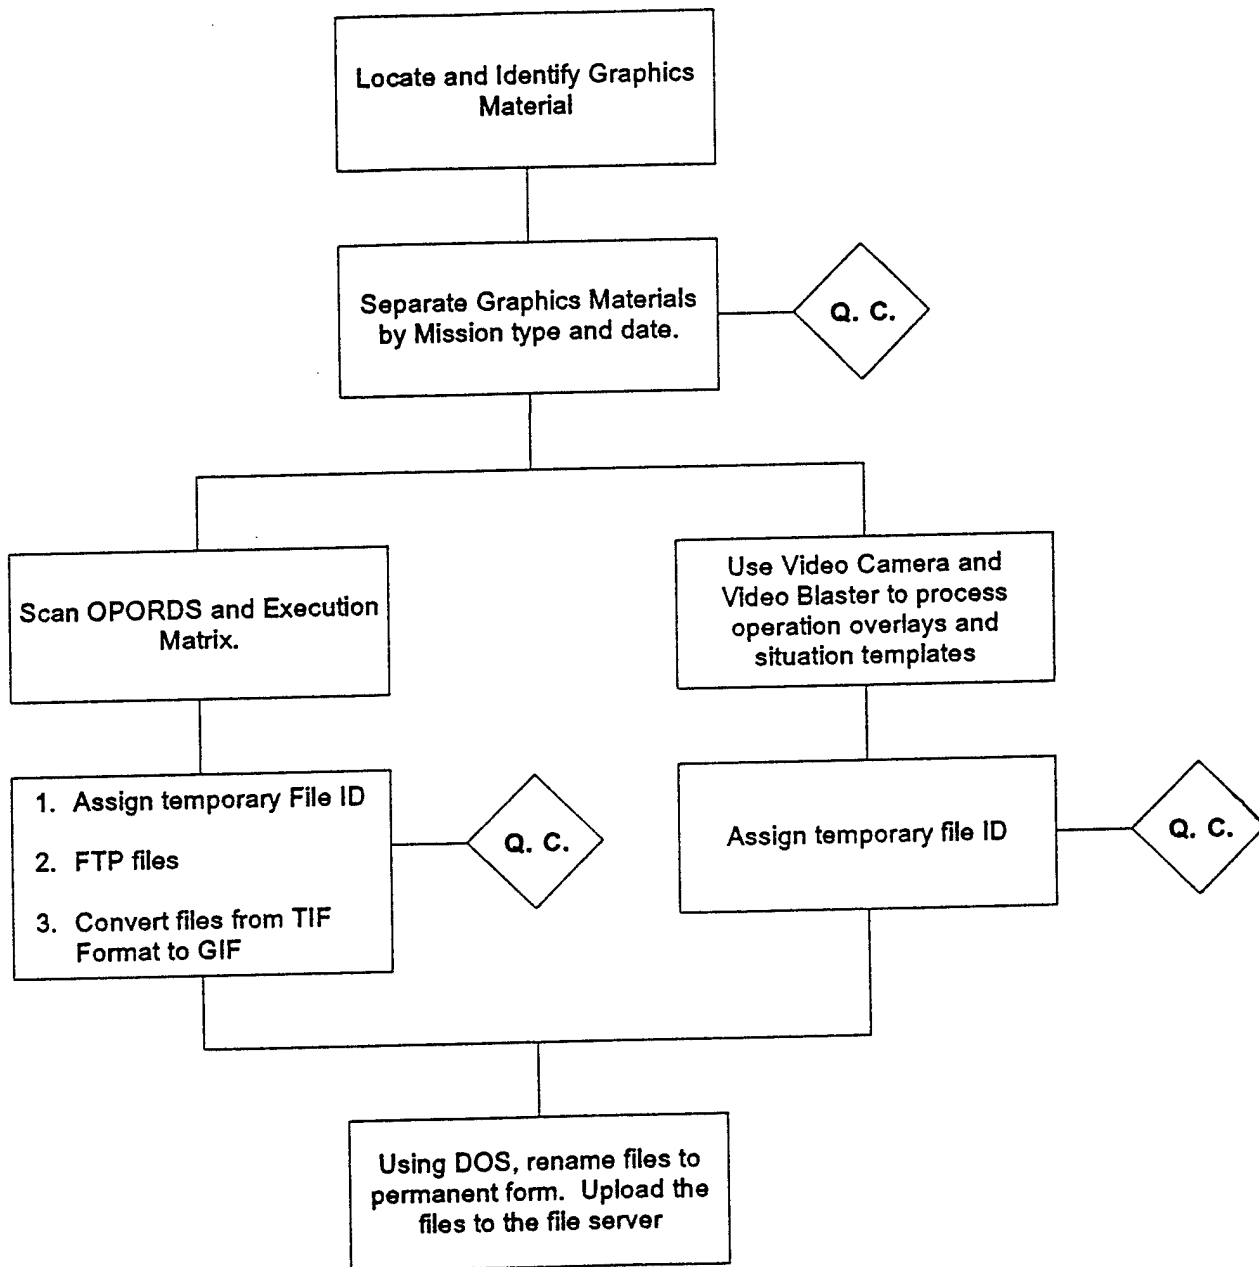 Locate and Identify Graphics
Material
Separate Graphics Materials
by Mission type and date.
Q. C.
Scan OPORDS and Execution
Matrix.
Use Video Camera and
Video Blaster to process
operation overlays and
situation templates
1. Assign temporary File ID
2. FTP files
3. Convert files from TIF
Format to GIF
Q. C.
Assign temporary file ID
Q. C.
Using DOS, rename files to
permanent form. Upload the
files to the file server